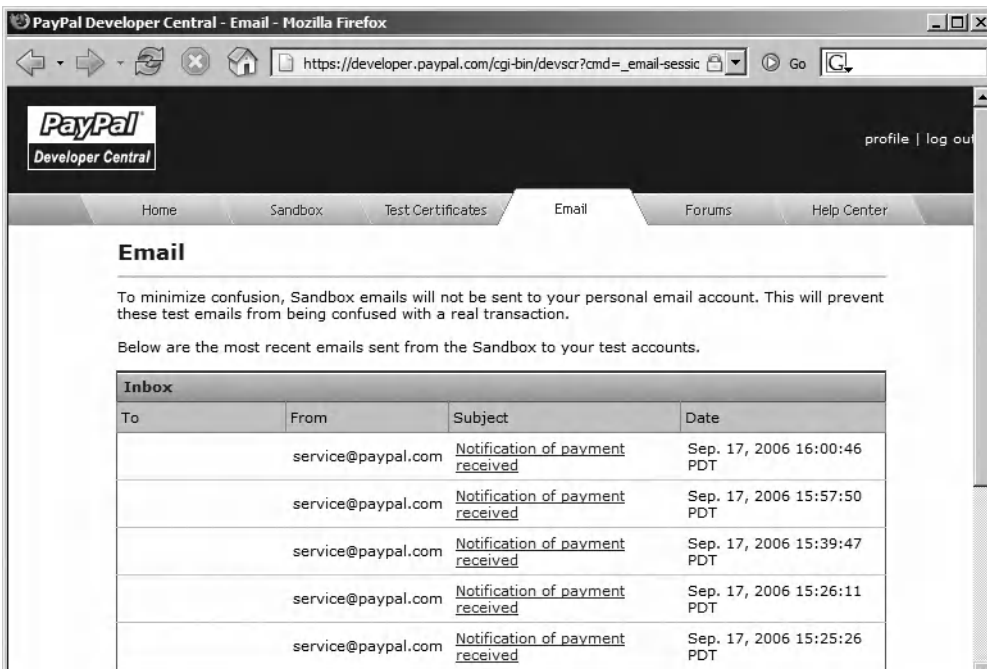 PayPal Developer Central - Email - Mozilla Firefox
https://developer.paypal.com/cgi-bin/devscr?cmd=_email-sessic
Go
G
PayPal
Developer Central
profile | log out
Home
Sandbox
Test Certificates
Email
Forums
Help Center
Email
To minimize confusion, Sandbox emails will not be sent to your personal email account. This will prevent
these test emails from being confused with a real transaction.
Below are the most recent emails sent from the Sandbox to your test accounts.
Inbox
To From Subject Date
service@paypal.com Notification of payment Sep. 17, 2006 16:00:46
received PDT
service@paypal.com Notification of payment Sep. 17, 2006 15:57:50
received PDT
service@paypal.com Notification of payment Sep. 17, 2006 15:39:47
received PDT
service@paypal.com Notification of payment Sep. 17, 2006 15:26:11
received PDT
service@paypal.com Notification of payment Sep. 17, 2006 15:25:26
received PDT